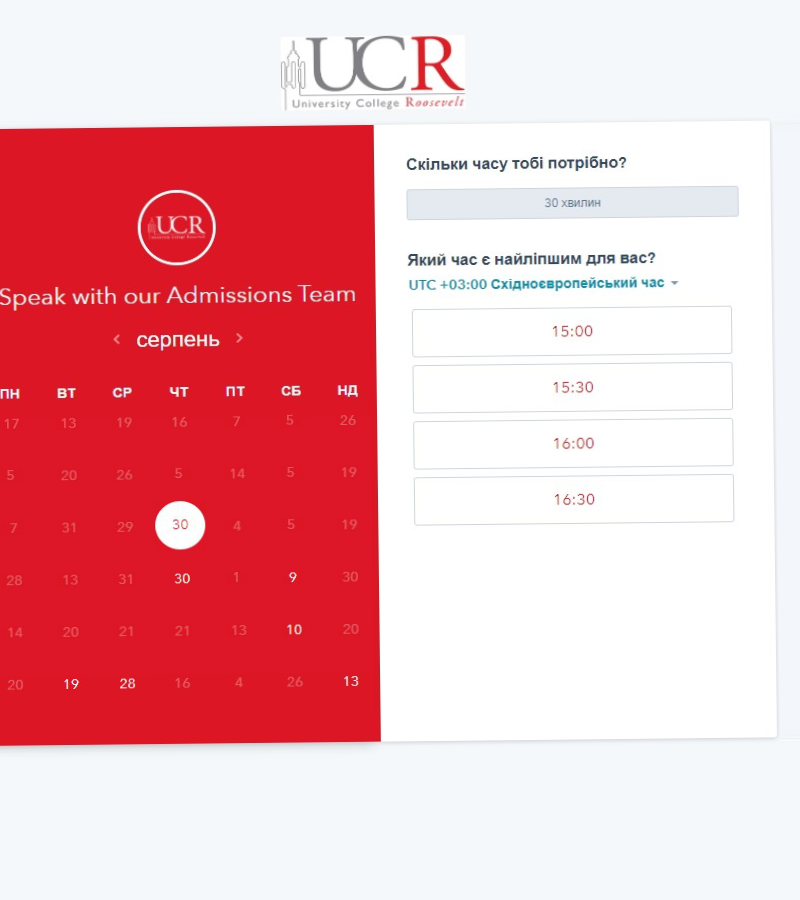 UCR
University College Roosevelt
UCR
University College Roosevelt
Speak with our Admissions Team
серпень
ПН ВТ СР ЧТ ПТ СБ НД
17 13 19 16 7 5 26
5 20 26 5 14 5 19
7 31 29 30 4 5 19
28 13 31 30 1 9 30
14 20 21 21 13 10 20
20 19 28 16 4 26 13
Скільки часу тобі потрібно?
30 хвилин
Який час є найліпшим для вас?
UTC +03:00 Східноєвропейський час
15:00
15:30
16:00
16:30